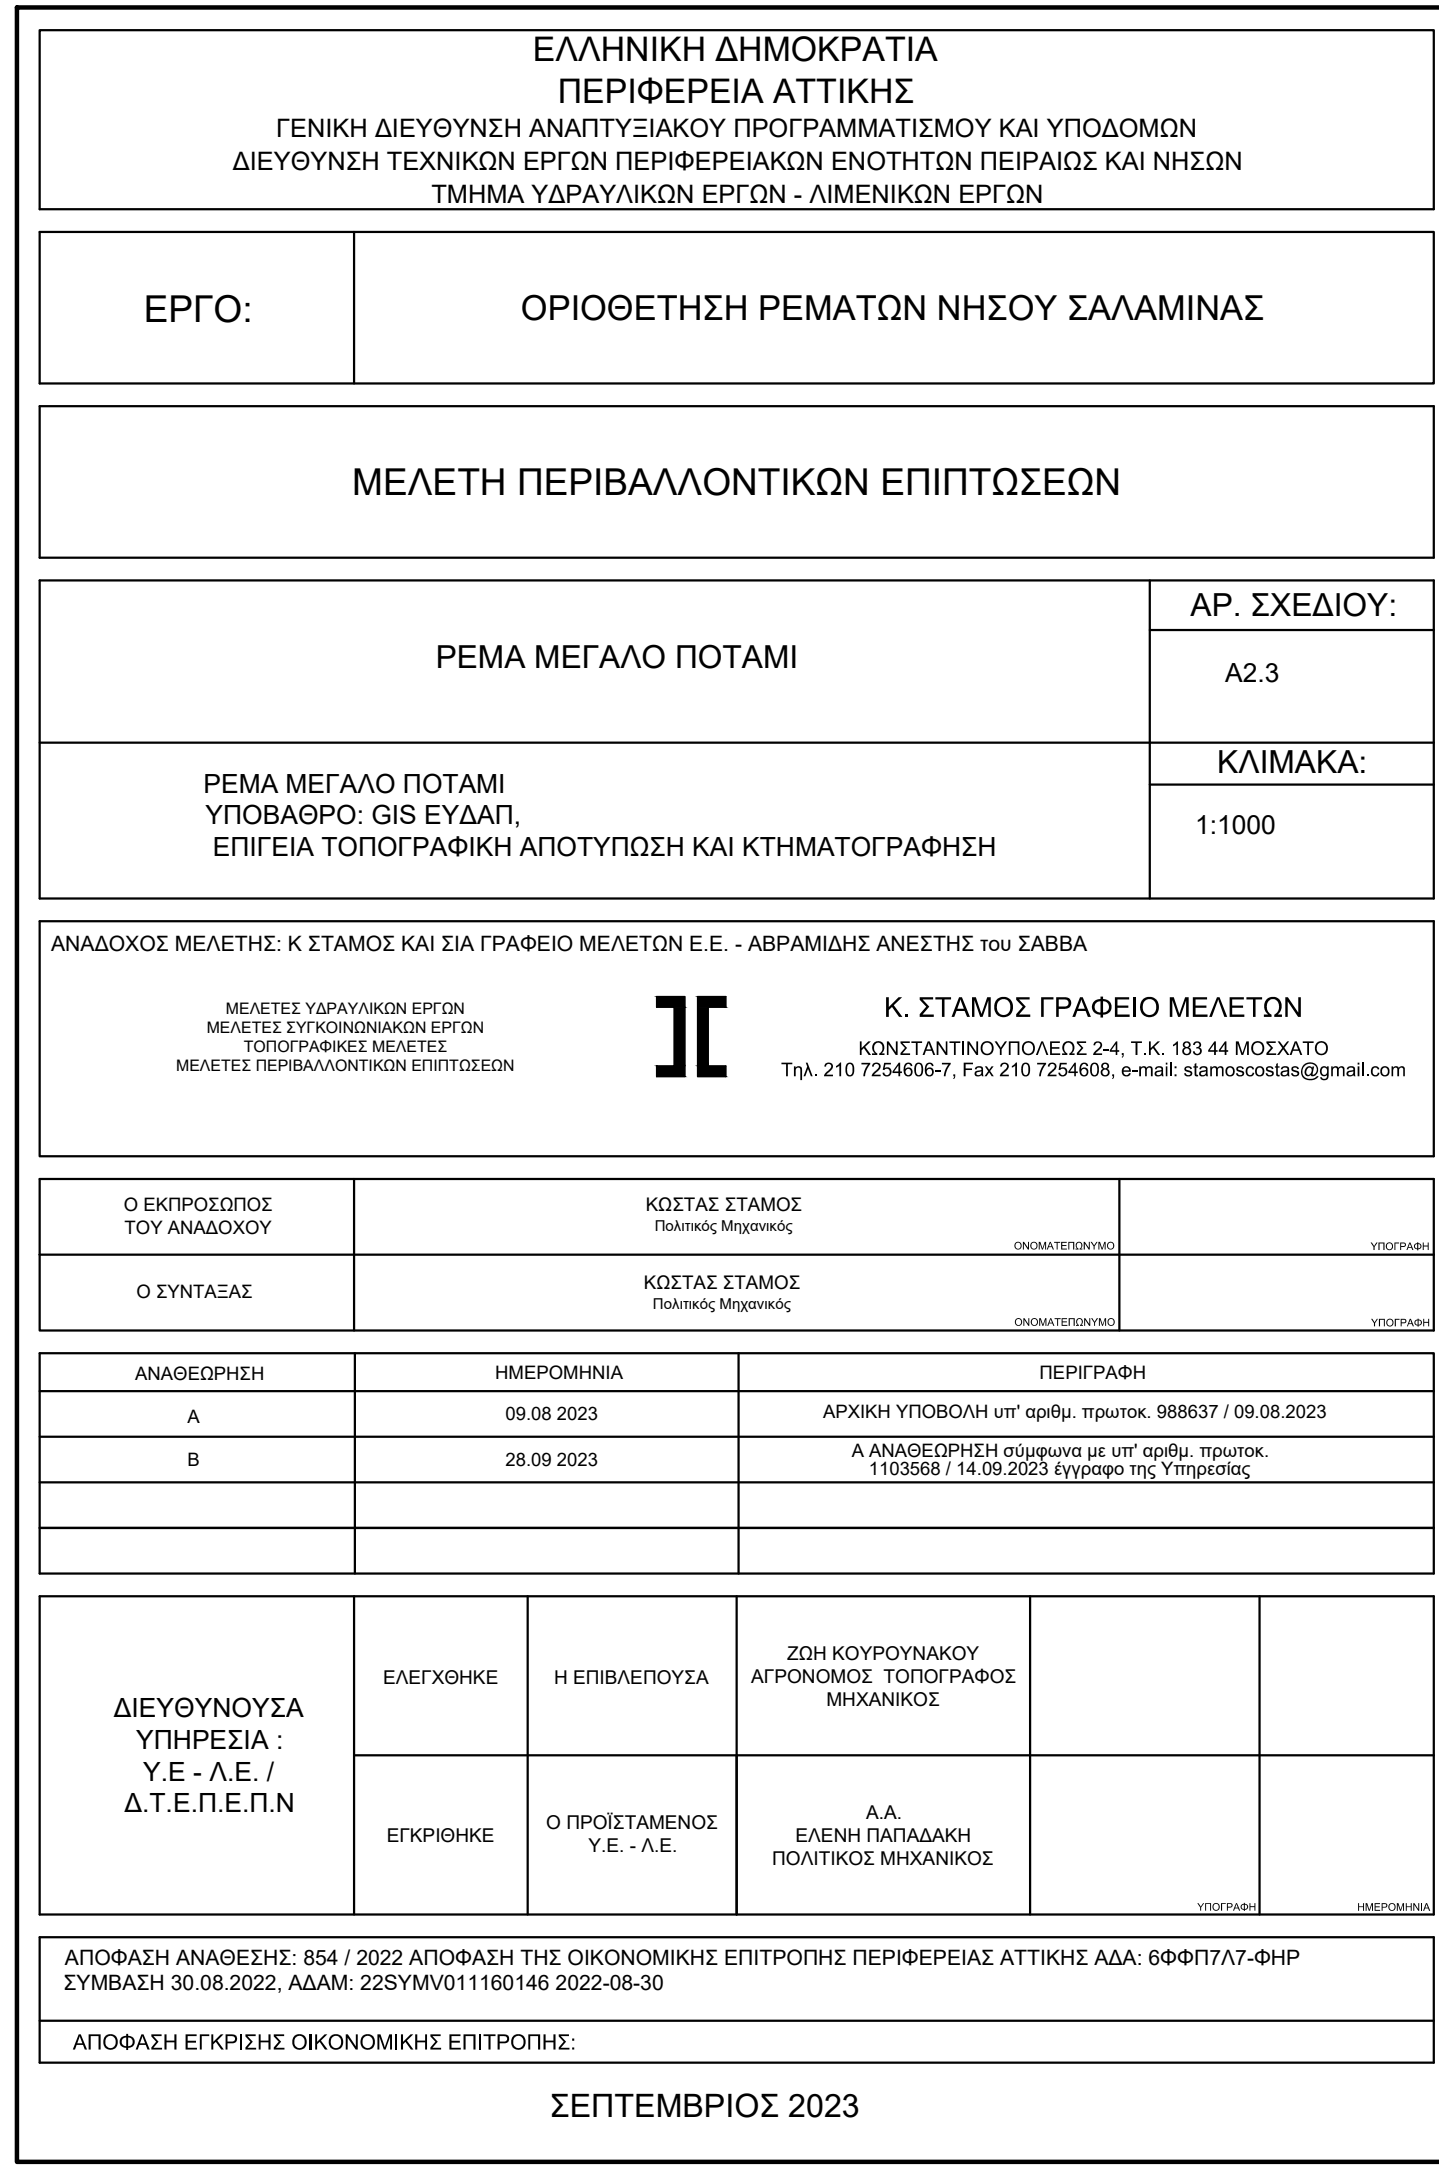 ΕΛΛΗΝΙΚΗ ΔΗΜΟΚΡΑΤΙΑ
ΠΕΡΙΦΕΡΕΙΑ ΑΤΤΙΚΗΣ
ΓΕΝΙΚΗ ΔΙΕΥΘΥΝΣΗ ΑΝΑΠΤΥΞΙΑΚΟΥ ΠΡΟΓΡΑΜΜΑΤΙΣΜΟΥ ΚΑΙ ΥΠΟΔΟΜΩΝ
ΔΙΕΥΘΥΝΣΗ ΤΕΧΝΙΚΩΝ ΕΡΓΩΝ ΠΕΡΙΦΕΡΕΙΑΚΩΝ ΕΝΟΤΗΤΩΝ ΠΕΙΡΑΙΩΣ ΚΑΙ ΝΗΣΩΝ
ΤΜΗΜΑ ΥΔΡΑΥΛΙΚΩΝ ΕΡΓΩΝ - ΛΙΜΕΝΙΚΩΝ ΕΡΓΩΝ
ΕΡΓΟ:
ΟΡΙΟΘΕΤΗΣΗ ΡΕΜΑΤΩΝ ΝΗΣΟΥ ΣΑΛΑΜΙΝΑΣ
ΜΕΛΕΤΗ ΠΕΡΙΒΑΛΛΟΝΤΙΚΩΝ ΕΠΙΠΤΩΣΕΩΝ
ΡΕΜΑ ΜΕΓΑΛΟ ΠΟΤΑΜΙ
ΑΡ. ΣΧΕΔΙΟΥ:
Α2.3
ΡΕΜΑ ΜΕΓΑΛΟ ΠΟΤΑΜΙ
ΥΠΟΒΑΘΡΟ: GIS ΕΥΔΑΠ,
ΕΠΙΓΕΙΑ ΤΟΠΟΓΡΑΦΙΚΗ ΑΠΟΤΥΠΩΣΗ ΚΑΙ ΚΤΗΜΑΤΟΓΡΑΦΗΣΗ
ΚΛΙΜΑΚΑ:
1:1000
ΑΝΑΔΟΧΟΣ ΜΕΛΕΤΗΣ: Κ ΣΤΑΜΟΣ ΚΑΙ ΣΙΑ ΓΡΑΦΕΙΟ ΜΕΛΕΤΩΝ Ε.Ε. - ΑΒΡΑΜΙΔΗΣ ΑΝΕΣΤΗΣ του ΣΑΒΒΑ
ΜΕΛΕΤΕΣ ΥΔΡΑΥΛΙΚΩΝ ΕΡΓΩΝ
ΜΕΛΕΤΕΣ ΣΥΓΚΟΙΝΩΝΙΑΚΩΝ ΕΡΓΩΝ
ΤΟΠΟΓΡΑΦΙΚΕΣ ΜΕΛΕΤΕΣ
ΜΕΛΕΤΕΣ ΠΕΡΙΒΑΛΛΟΝΤΙΚΩΝ ΕΠΙΠΤΩΣΕΩΝ
Κ. ΣΤΑΜΟΣ ΓΡΑΦΕΙΟ ΜΕΛΕΤΩΝ
ΚΩΝΣΤΑΝΤΙΝΟΥΠΟΛΕΩΣ 2-4, Τ.Κ. 183 44 ΜΟΣΧΑΤΟ
Τηλ. 210 7254606-7, Fax 210 7254608, e-mail: stamoscostas@gmail.com
Ο ΕΚΠΡΟΣΩΠΟΣ
ΤΟΥ ΑΝΑΔΟΧΟΥ
ΚΩΣΤΑΣ ΣΤΑΜΟΣ
Πολιτικός Μηχανικός
ΟΝΟΜΑΤΕΠΩΝΥΜΟ
ΥΠΟΓΡΑΦΗ
Ο ΣΥΝΤΑΞΑΣ
ΚΩΣΤΑΣ ΣΤΑΜΟΣ
Πολιτικός Μηχανικός
ΟΝΟΜΑΤΕΠΩΝΥΜΟ
ΥΠΟΓΡΑΦΗ
ΑΝΑΘΕΩΡΗΣΗ
ΗΜΕΡΟΜΗΝΙΑ
ΠΕΡΙΓΡΑΦΗ
Α
09.08 2023
ΑΡΧΙΚΗ ΥΠΟΒΟΛΗ υπ' αριθμ. πρωτοκ. 988637 / 09.08.2023
Β
28.09 2023
Α ΑΝΑΘΕΩΡΗΣΗ σύμφωνα με υπ' αριθμ. πρωτοκ.
1103568 / 14.09.2023 έγγραφο της Υπηρεσίας
ΔΙΕΥΘΥΝΟΥΣΑ
ΥΠΗΡΕΣΙΑ :
Υ.Ε - Λ.Ε. /
Δ.Τ.Ε.Π.Ε.Π.Ν
ΕΛΕΓΧΘΗΚΕ
Η ΕΠΙΒΛΕΠΟΥΣΑ
ΖΩΗ ΚΟΥΡΟΥΝΑΚΟΥ
ΑΓΡΟΝΟΜΟΣ ΤΟΠΟΓΡΑΦΟΣ
ΜΗΧΑΝΙΚΟΣ
ΕΓΚΡΙΘΗΚΕ
Ο ΠΡΟΪΣΤΑΜΕΝΟΣ
Υ.Ε. - Λ.Ε.
Α.Α.
ΕΛΕΝΗ ΠΑΠΑΔΑΚΗ
ΠΟΛΙΤΙΚΟΣ ΜΗΧΑΝΙΚΟΣ
ΥΠΟΓΡΑΦΗ
ΗΜΕΡΟΜΗΝΙΑ
ΑΠΟΦΑΣΗ ΑΝΑΘΕΣΗΣ: 854 / 2022 ΑΠΟΦΑΣΗ ΤΗΣ ΟΙΚΟΝΟΜΙΚΗΣ ΕΠΙΤΡΟΠΗΣ ΠΕΡΙΦΕΡΕΙΑΣ ΑΤΤΙΚΗΣ ΑΔΑ: 6ΦΦΠ7Λ7-ΦΗΡ
ΣΥΜΒΑΣΗ 30.08.2022, ΑΔΑΜ: 22SYMV011160146 2022-08-30
ΑΠΟΦΑΣΗ ΕΓΚΡΙΣΗΣ ΟΙΚΟΝΟΜΙΚΗΣ ΕΠΙΤΡΟΠΗΣ:
ΣΕΠΤΕΜΒΡΙΟΣ 2023